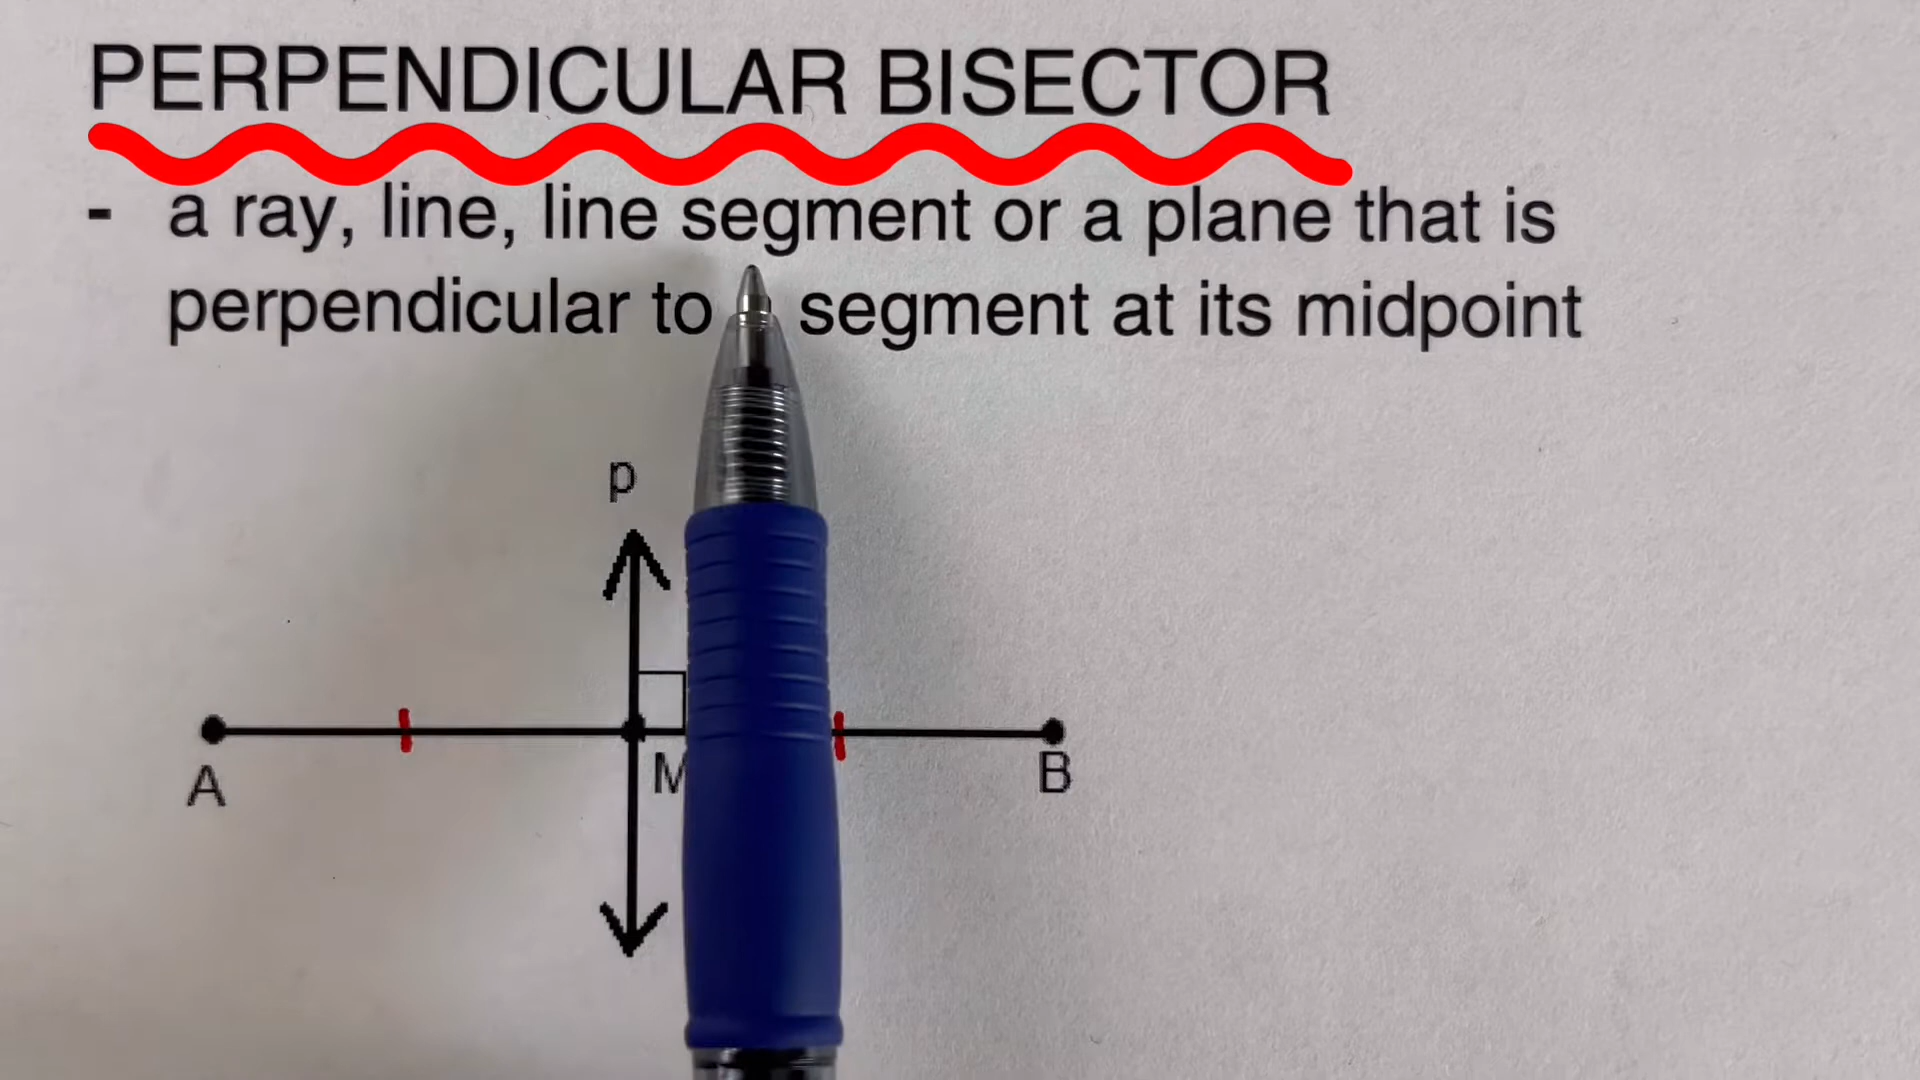 PERPENDICULAR BISECTOR
- a ray, line, line segment or a plane that is
perpendicular to segment at its midpoint
p
A M B